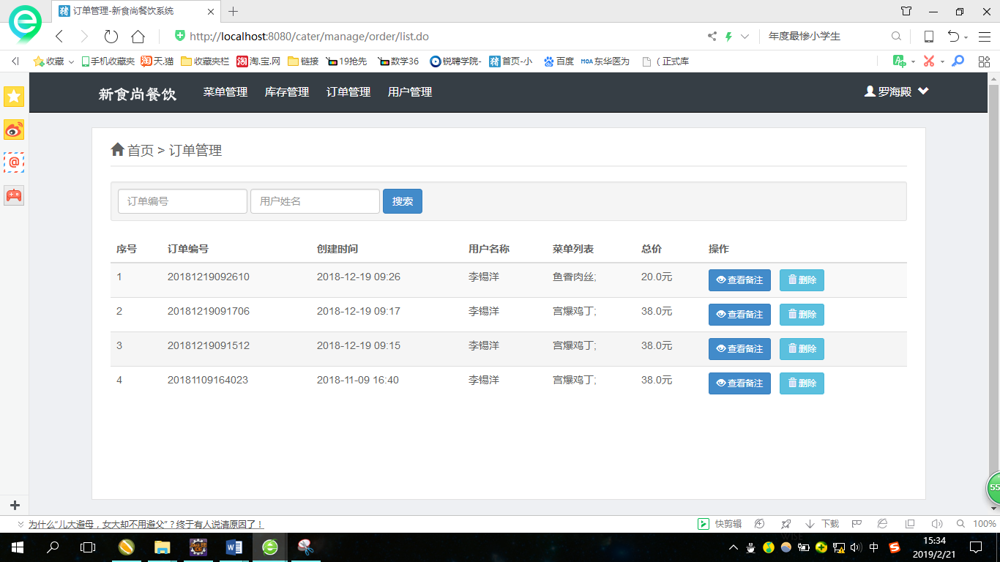 猪 订单管理-新食尚餐饮系统
http://localhost:8080/cater/manage/order/list.do 年度最惨小学生
收藏 手机收藏夹 淘 天.猫 收藏夹栏 淘 淘.宝.网 链接 19抢先 数学36 锐聘学院- 猪 首页-小 百度 MOA 东华医为 （正式库
新食尚餐饮 菜单管理 库存管理 订单管理 用户管理 罗海殿
首页 > 订单管理
订单编号 用户姓名 搜索
序号 订单编号 创建时间 用户名称 菜单列表 总价 操作
1 20181219092610 2018-12-19 09:26 李锡洋 鱼香肉丝; 20.0元 查看备注 删除
2 20181219091706 2018-12-19 09:17 李锡洋 宫爆鸡丁; 38.0元 查看备注 删除
3 20181219091512 2018-12-19 09:15 李锡洋 宫爆鸡丁; 38.0元 查看备注 删除
4 20181109164023 2018-11-09 16:40 李锡洋 宫爆鸡丁; 38.0元 查看备注 删除
55
为什么“儿大避母，女大却不用避父”？终于有人说清原因了！ 快剪辑 下载 100%
中 15:34
2019/2/21